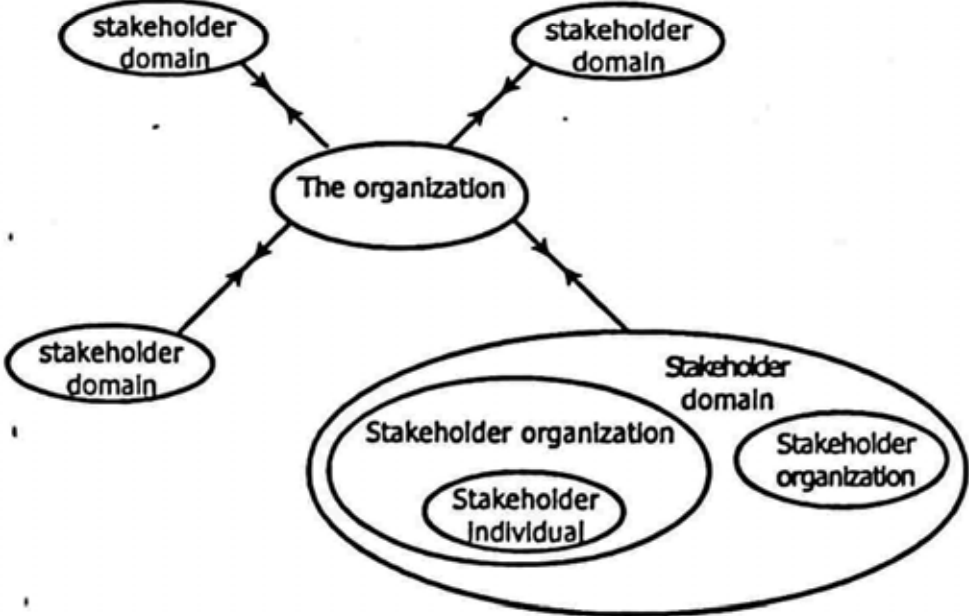 stakeholder
domain
stakeholder
domain
The organization
stakeholder
domain
Stakeholder
domain
Stakeholder organization
Stakeholder
organization
Stakeholder
individual